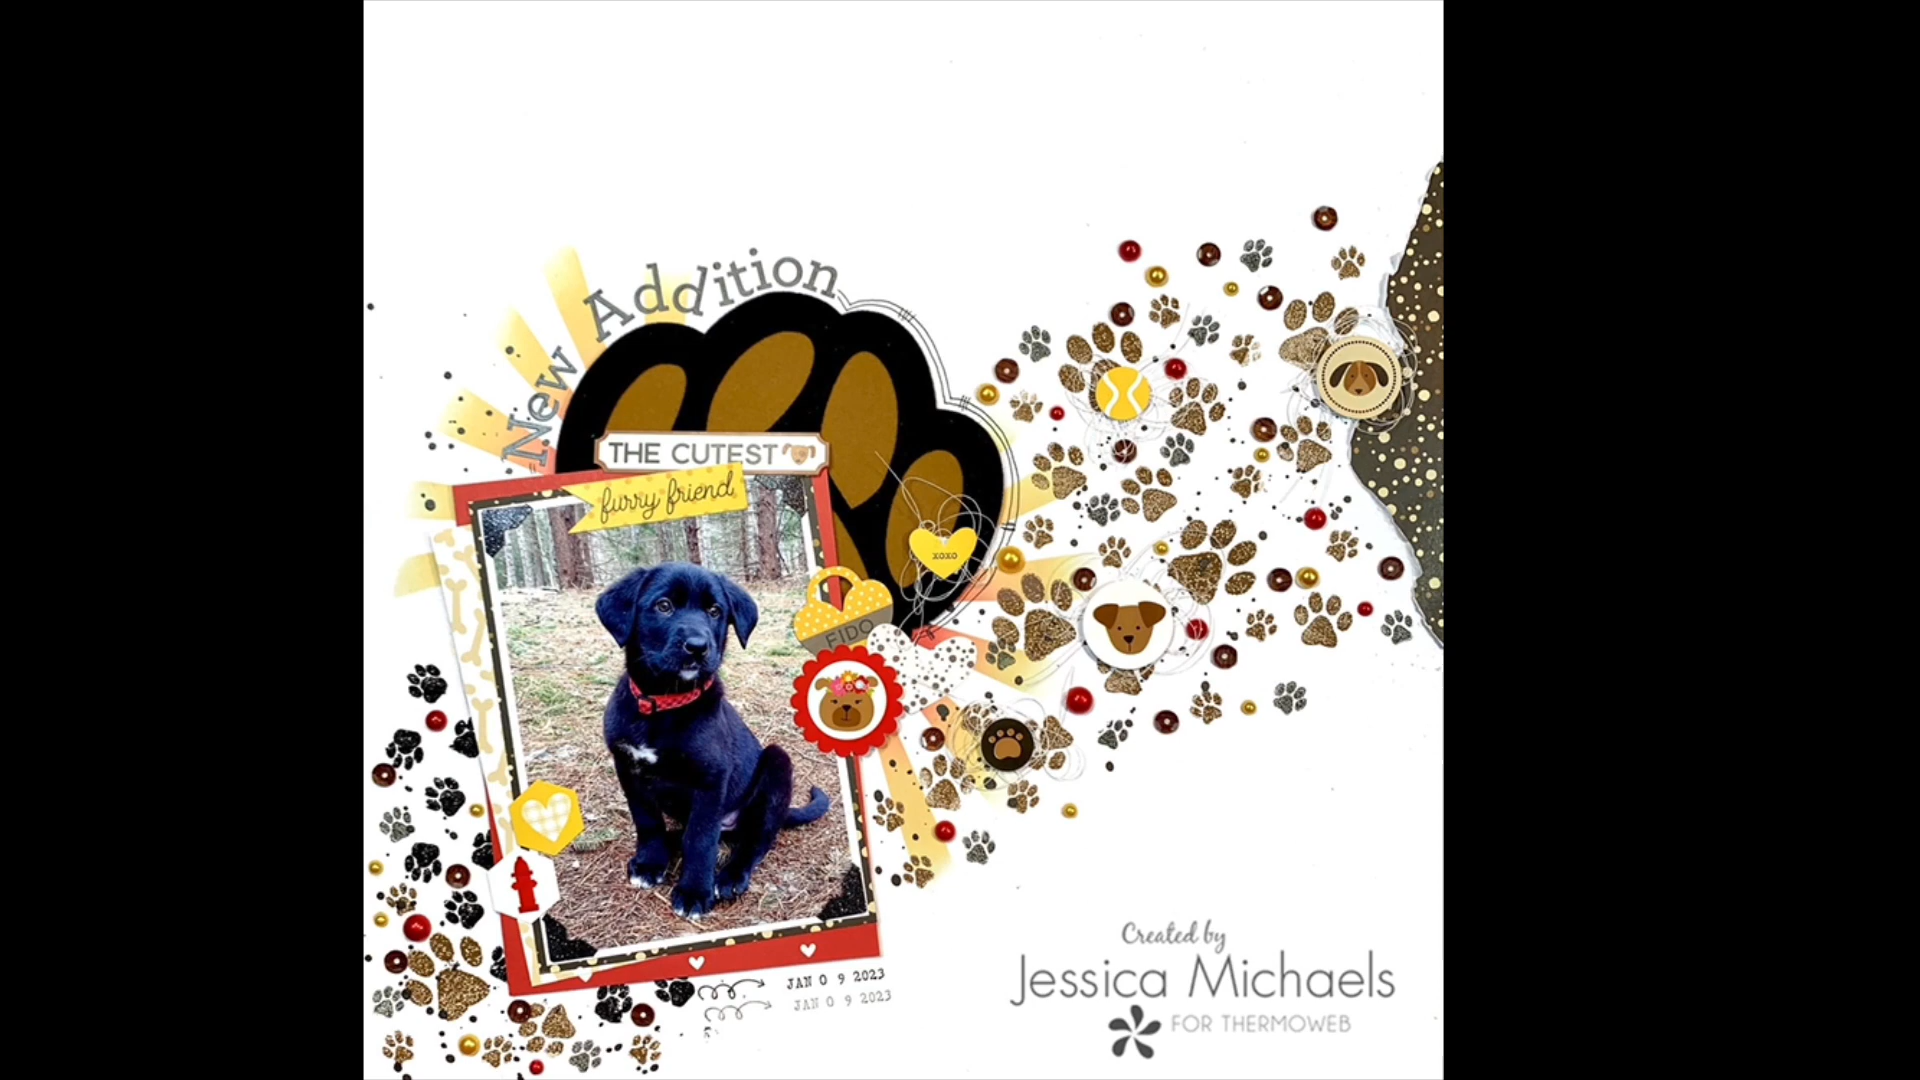 New Addition
THE CUTEST
furry friend
xoxo
FIDO
JAN 0 9 2023
JAN 0 9 2023
Created by
Jessica Michaels
FOR THERMOWEB